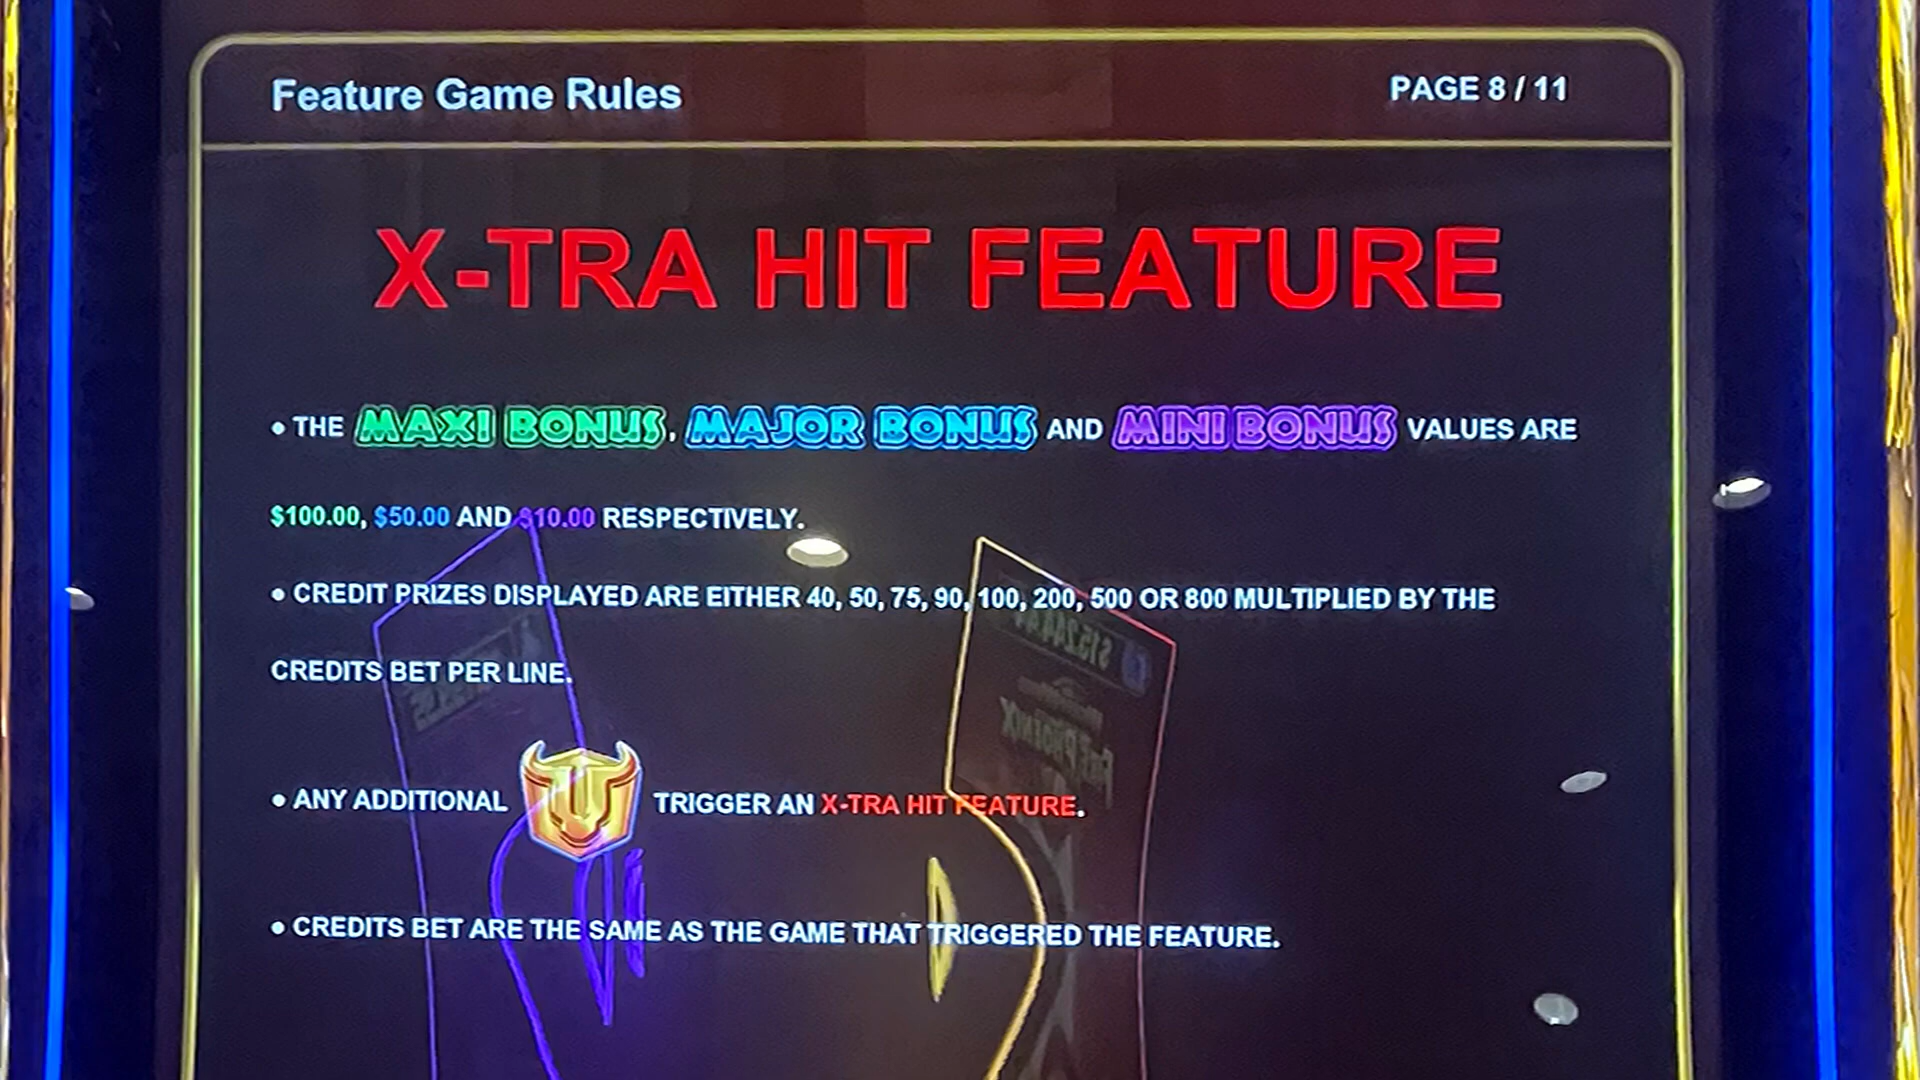 Feature Game Rules
PAGE 8 / 11
X-TRA HIT FEATURE
• THE MAXI BONUS, MAJOR BONUS AND MINI BONUS VALUES ARE
$100.00, $50.00 AND $10.00 RESPECTIVELY.
• CREDIT PRIZES DISPLAYED ARE EITHER 40, 50, 75, 90, 100, 200, 500 OR 800 MULTIPLIED BY THE
CREDITS BET PER LINE.
• ANY ADDITIONAL TRIGGER AN X-TRA HIT FEATURE.
• CREDITS BET ARE THE SAME AS THE GAME THAT TRIGGERED THE FEATURE.